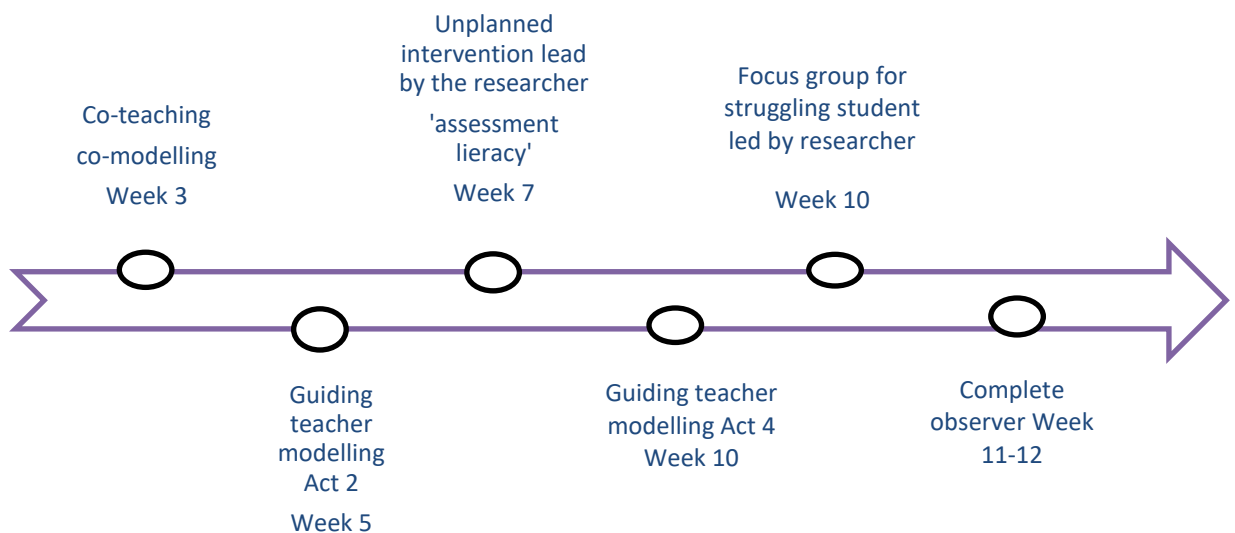 Co-teaching
co-modelling
Week 3
Guiding
teacher
modelling
Act 2
Week 5
Unplanned
intervention lead
by the researcher
'assessment
lieracy'
Week 7
Guiding teacher
modelling Act 4
Week 10
Focus group for
struggling student
led by researcher
Week 10
Complete
observer Week
11-12